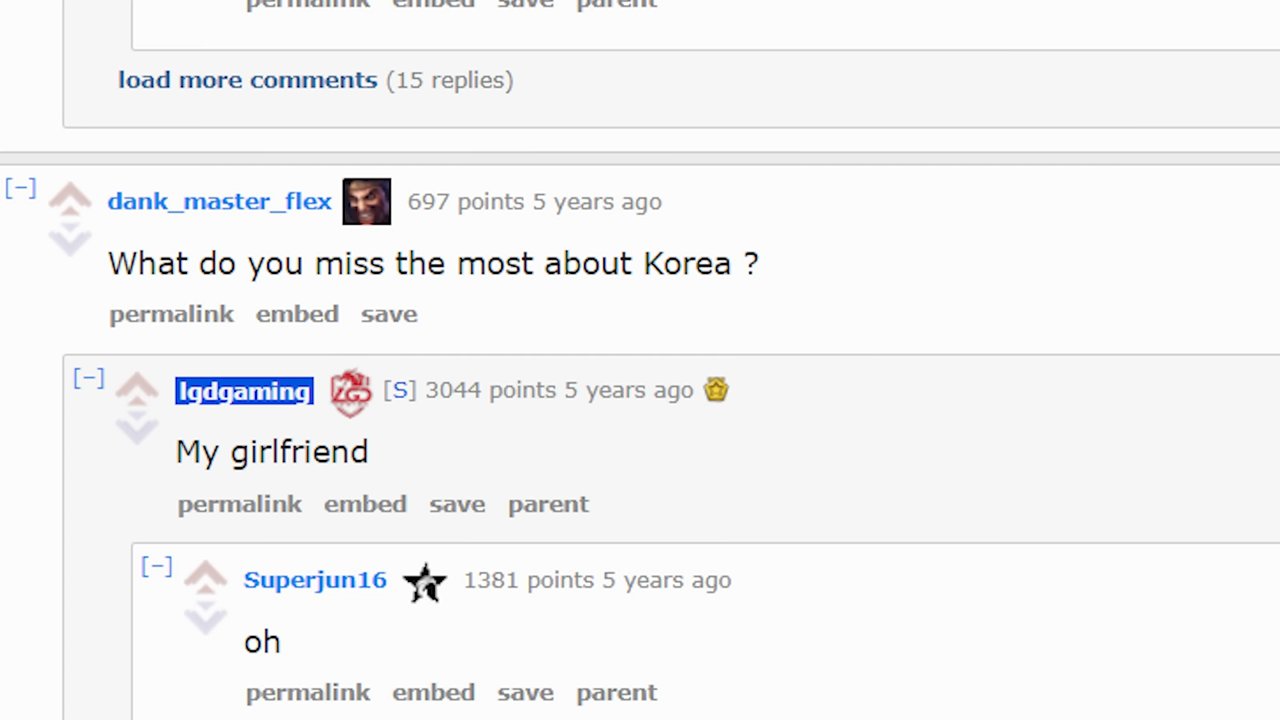 permalink embed save parent
load more comments (15 replies)
[−] dank_master_flex 697 points 5 years ago
What do you miss the most about Korea ?
permalink embed save
[−] lgdgaming [S] 3044 points 5 years ago
My girlfriend
permalink embed save parent
[−] Superjun16 1381 points 5 years ago
oh
permalink embed save parent